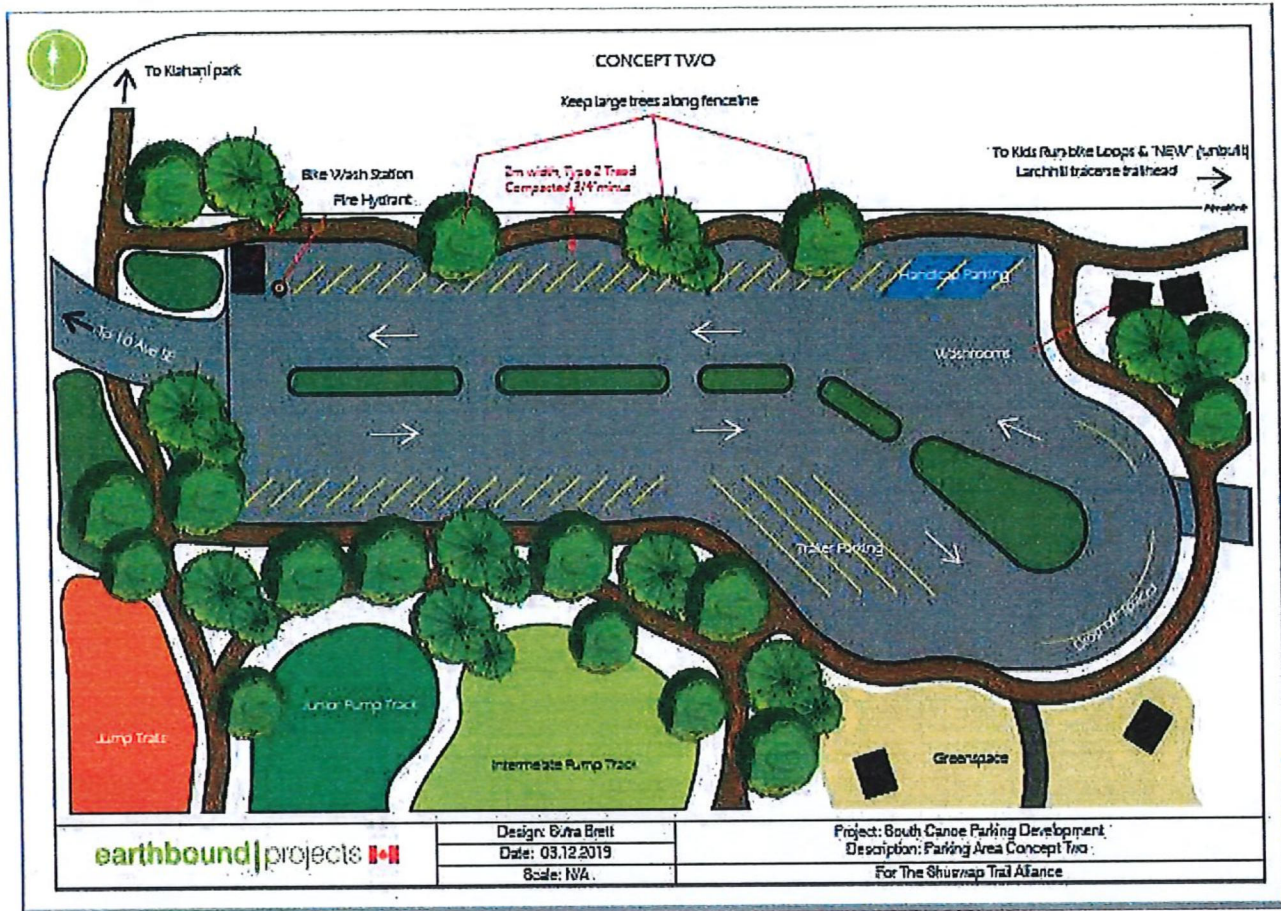 CONCEPT TWO
To Klahani park
Keep large trees along fenceline
Bike Wash Station
Fire Hydrant
2m width, Type 2 Tread
Compacted 3/4" minus
To Kids Run-bike Loops & "NEW" (unbuilt)
Larchhill traverse trailhead
Handicap Parking
To 10 Ave SE
Washrooms
Trailer Parking
Jump Trails
Junior Pump Track
Intermediate Pump Track
Greenspace
earthbound|projects
Design: Sutra Brett
Date: 03.12.2019
Scale: N/A
Project: South Canoe Parking Development
Description: Parking Area Concept Two
For The Shuswap Trail Alliance